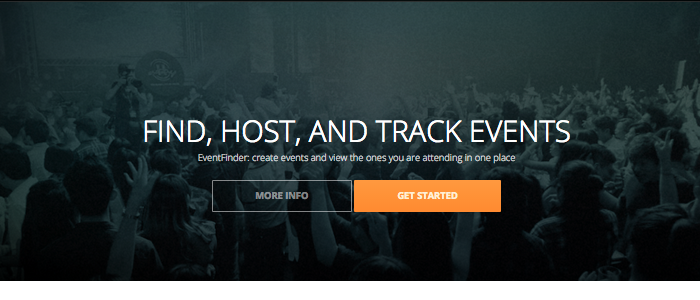 FIND, HOST, AND TRACK EVENTS
EventFinder: create events and view the ones you are attending in one place
MORE INFO
GET STARTED